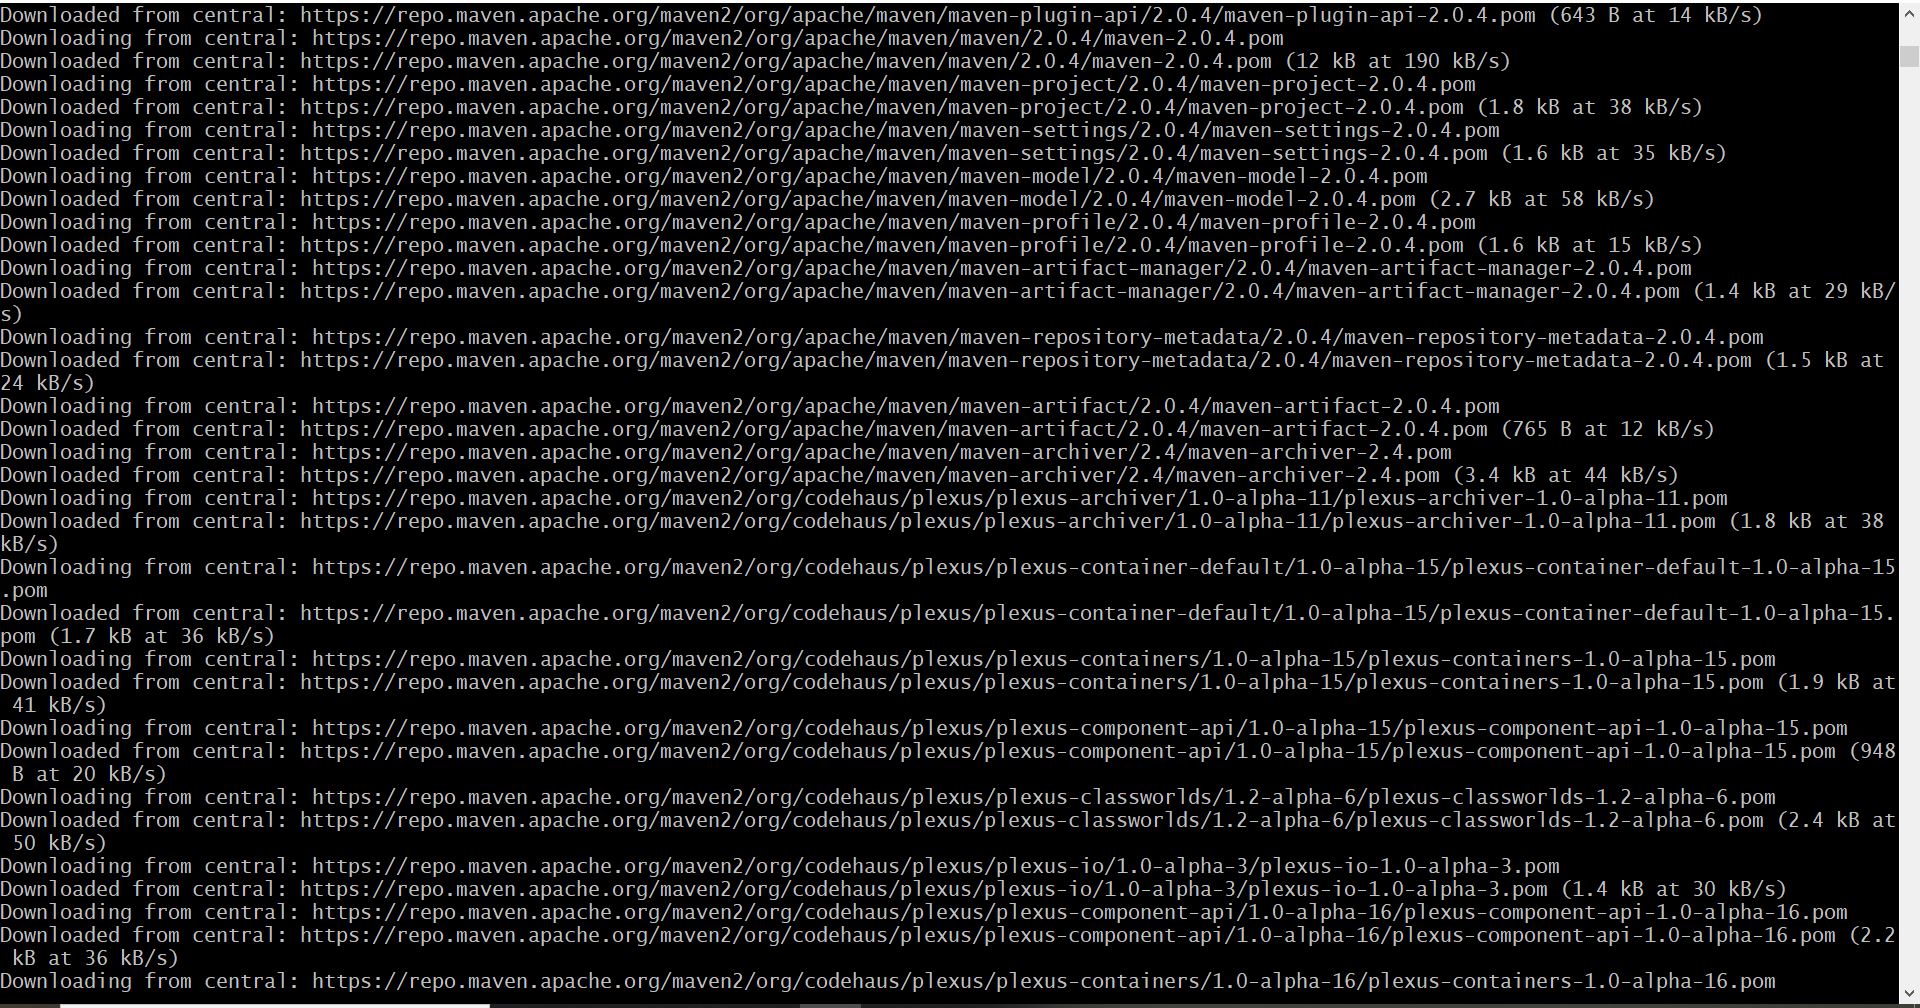 Downloaded from central: https://repo.maven.apache.org/maven2/org/apache/maven/maven-plugin-api/2.0.4/maven-plugin-api-2.0.4.pom (643 B at 14 kB/s)
Downloading from central: https://repo.maven.apache.org/maven2/org/apache/maven/maven/2.0.4/maven-2.0.4.pom
Downloaded from central: https://repo.maven.apache.org/maven2/org/apache/maven/maven/2.0.4/maven-2.0.4.pom (12 kB at 190 kB/s)
Downloading from central: https://repo.maven.apache.org/maven2/org/apache/maven/maven-project/2.0.4/maven-project-2.0.4.pom
Downloaded from central: https://repo.maven.apache.org/maven2/org/apache/maven/maven-project/2.0.4/maven-project-2.0.4.pom (1.8 kB at 38 kB/s)
Downloading from central: https://repo.maven.apache.org/maven2/org/apache/maven/maven-settings/2.0.4/maven-settings-2.0.4.pom
Downloaded from central: https://repo.maven.apache.org/maven2/org/apache/maven/maven-settings/2.0.4/maven-settings-2.0.4.pom (1.6 kB at 35 kB/s)
Downloading from central: https://repo.maven.apache.org/maven2/org/apache/maven/maven-model/2.0.4/maven-model-2.0.4.pom
Downloaded from central: https://repo.maven.apache.org/maven2/org/apache/maven/maven-model/2.0.4/maven-model-2.0.4.pom (2.7 kB at 58 kB/s)
Downloading from central: https://repo.maven.apache.org/maven2/org/apache/maven/maven-profile/2.0.4/maven-profile-2.0.4.pom
Downloaded from central: https://repo.maven.apache.org/maven2/org/apache/maven/maven-profile/2.0.4/maven-profile-2.0.4.pom (1.6 kB at 15 kB/s)
Downloading from central: https://repo.maven.apache.org/maven2/org/apache/maven/maven-artifact-manager/2.0.4/maven-artifact-manager-2.0.4.pom
Downloaded from central: https://repo.maven.apache.org/maven2/org/apache/maven/maven-artifact-manager/2.0.4/maven-artifact-manager-2.0.4.pom (1.4 kB at 29 kB/
s)
Downloading from central: https://repo.maven.apache.org/maven2/org/apache/maven/maven-repository-metadata/2.0.4/maven-repository-metadata-2.0.4.pom
Downloaded from central: https://repo.maven.apache.org/maven2/org/apache/maven/maven-repository-metadata/2.0.4/maven-repository-metadata-2.0.4.pom (1.5 kB at
24 kB/s)
Downloading from central: https://repo.maven.apache.org/maven2/org/apache/maven/maven-artifact/2.0.4/maven-artifact-2.0.4.pom
Downloaded from central: https://repo.maven.apache.org/maven2/org/apache/maven/maven-artifact/2.0.4/maven-artifact-2.0.4.pom (765 B at 12 kB/s)
Downloading from central: https://repo.maven.apache.org/maven2/org/apache/maven/maven-archiver/2.4/maven-archiver-2.4.pom
Downloaded from central: https://repo.maven.apache.org/maven2/org/apache/maven/maven-archiver/2.4/maven-archiver-2.4.pom (3.4 kB at 44 kB/s)
Downloading from central: https://repo.maven.apache.org/maven2/org/codehaus/plexus/plexus-archiver/1.0-alpha-11/plexus-archiver-1.0-alpha-11.pom
Downloaded from central: https://repo.maven.apache.org/maven2/org/codehaus/plexus/plexus-archiver/1.0-alpha-11/plexus-archiver-1.0-alpha-11.pom (1.8 kB at 38
kB/s)
Downloading from central: https://repo.maven.apache.org/maven2/org/codehaus/plexus/plexus-container-default/1.0-alpha-15/plexus-container-default-1.0-alpha-15
.pom
Downloaded from central: https://repo.maven.apache.org/maven2/org/codehaus/plexus/plexus-container-default/1.0-alpha-15/plexus-container-default-1.0-alpha-15.
pom (1.7 kB at 36 kB/s)
Downloading from central: https://repo.maven.apache.org/maven2/org/codehaus/plexus/plexus-containers/1.0-alpha-15/plexus-containers-1.0-alpha-15.pom
Downloaded from central: https://repo.maven.apache.org/maven2/org/codehaus/plexus/plexus-containers/1.0-alpha-15/plexus-containers-1.0-alpha-15.pom (1.9 kB at
 41 kB/s)
Downloading from central: https://repo.maven.apache.org/maven2/org/codehaus/plexus/plexus-component-api/1.0-alpha-15/plexus-component-api-1.0-alpha-15.pom
Downloaded from central: https://repo.maven.apache.org/maven2/org/codehaus/plexus/plexus-component-api/1.0-alpha-15/plexus-component-api-1.0-alpha-15.pom (948
 B at 20 kB/s)
Downloading from central: https://repo.maven.apache.org/maven2/org/codehaus/plexus/plexus-classworlds/1.2-alpha-6/plexus-classworlds-1.2-alpha-6.pom
Downloaded from central: https://repo.maven.apache.org/maven2/org/codehaus/plexus/plexus-classworlds/1.2-alpha-6/plexus-classworlds-1.2-alpha-6.pom (2.4 kB at
 50 kB/s)
Downloading from central: https://repo.maven.apache.org/maven2/org/codehaus/plexus/plexus-io/1.0-alpha-3/plexus-io-1.0-alpha-3.pom
Downloaded from central: https://repo.maven.apache.org/maven2/org/codehaus/plexus/plexus-io/1.0-alpha-3/plexus-io-1.0-alpha-3.pom (1.4 kB at 30 kB/s)
Downloading from central: https://repo.maven.apache.org/maven2/org/codehaus/plexus/plexus-component-api/1.0-alpha-16/plexus-component-api-1.0-alpha-16.pom
Downloaded from central: https://repo.maven.apache.org/maven2/org/codehaus/plexus/plexus-component-api/1.0-alpha-16/plexus-component-api-1.0-alpha-16.pom (2.2
 kB at 36 kB/s)
Downloading from central: https://repo.maven.apache.org/maven2/org/codehaus/plexus/plexus-containers/1.0-alpha-16/plexus-containers-1.0-alpha-16.pom